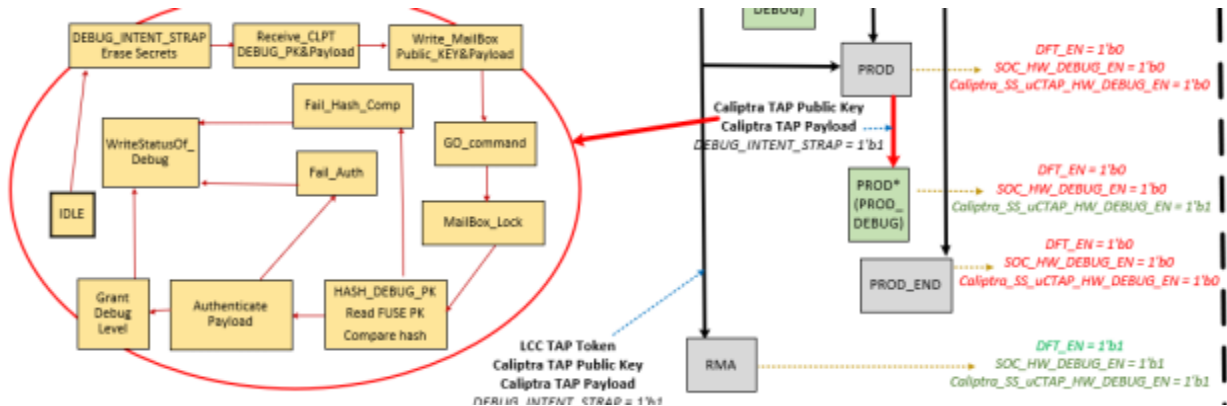 DEBUG_INTENT_STRAP
Erase Secrets
Receive_CLPT
DEBUG_PK&Payload
Write_MailBox
Public_KEY&Payload
Fail_Hash_Comp
WriteStatusOf_
Debug
GO_command
Fail_Auth
IDLE
MailBox_Lock
Grant
Debug
Level
Authenticate
Payload
HASH_DEBUG_PK
Read FUSE PK
Compare hash
DEBUG)
PROD
DFT_EN = 1'b0
SOC_HW_DEBUG_EN = 1'b0
Caliptra_SS_uCTAP_HW_DEBUG_EN = 1'b0
Caliptra TAP Public Key
Caliptra TAP Payload
DEBUG_INTENT_STRAP = 1'b1
PROD*
(PROD_
DEBUG)
DFT_EN = 1'b0
SOC_HW_DEBUG_EN = 1'b0
Caliptra_SS_uCTAP_HW_DEBUG_EN = 1'b1
PROD_END
DFT_EN = 1'b0
SOC_HW_DEBUG_EN = 1'b0
Caliptra_SS_uCTAP_HW_DEBUG_EN = 1'b0
LCC TAP Token
Caliptra TAP Public Key
Caliptra TAP Payload
DEBUG_INTENT_STRAP = 1'b1
RMA
DFT_EN = 1'b1
SOC_HW_DEBUG_EN = 1'b1
Caliptra_SS_uCTAP_HW_DEBUG_EN = 1'b1